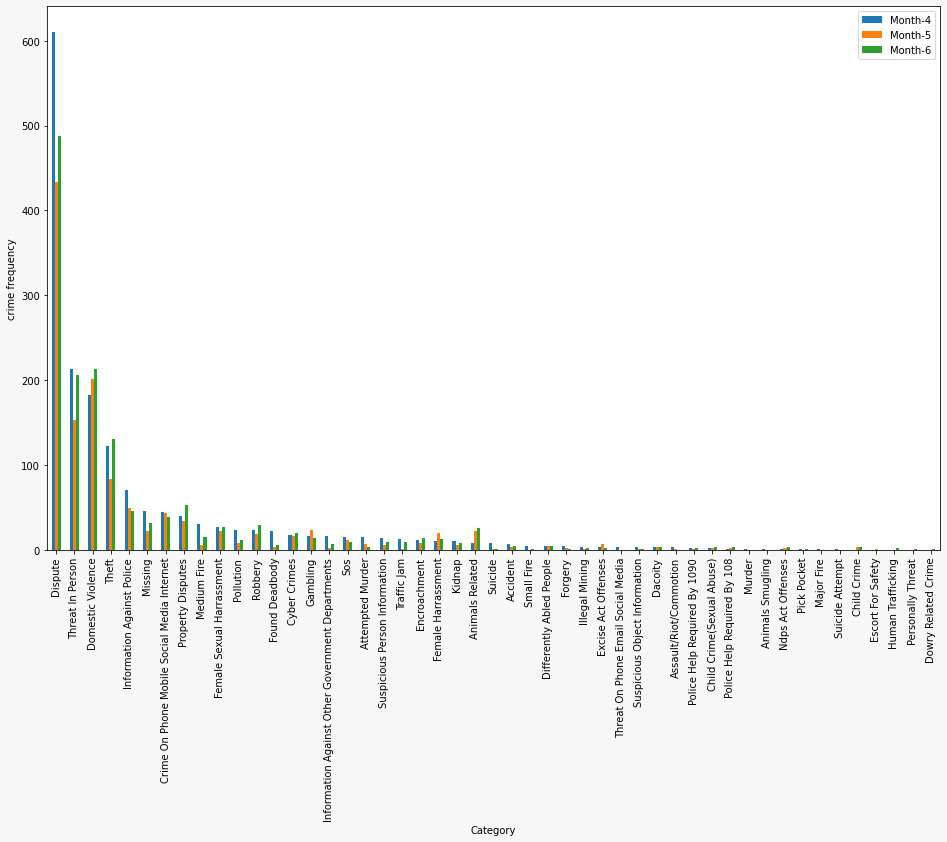 Month-4
Month-5
Month-6
600
500
400
300
200
100
0
crime frequency
Dispute
Threat In Person
Domestic Violence
Theft
Information Against Police
Missing
Crime On Phone Mobile Social Media Internet
Property Disputes
Medium Fire
Female Sexual Harrassment
Pollution
Robbery
Found Deadbody
Cyber Crimes
Gambling
Information Against Other Government Departments
Sos
Attempted Murder
Suspicious Person Information
Traffic Jam
Encroachment
Female Harrassment
Kidnap
Animals Related
Suicide
Accident
Small Fire
Differently Abled People
Forgery
Illegal Mining
Excise Act Offenses
Threat On Phone Email Social Media
Suspicious Object Information
Dacoity
Assault/Riot/Commotion
Police Help Required By 1090
Child Crime(Sexual Abuse)
Police Help Required By 108
Murder
Animals Smugling
Ndps Act Offenses
Pick Pocket
Major Fire
Suicide Attempt
Child Crime
Escort For Safety
Human Trafficking
Personally Threat
Dowry Related Crime
Category